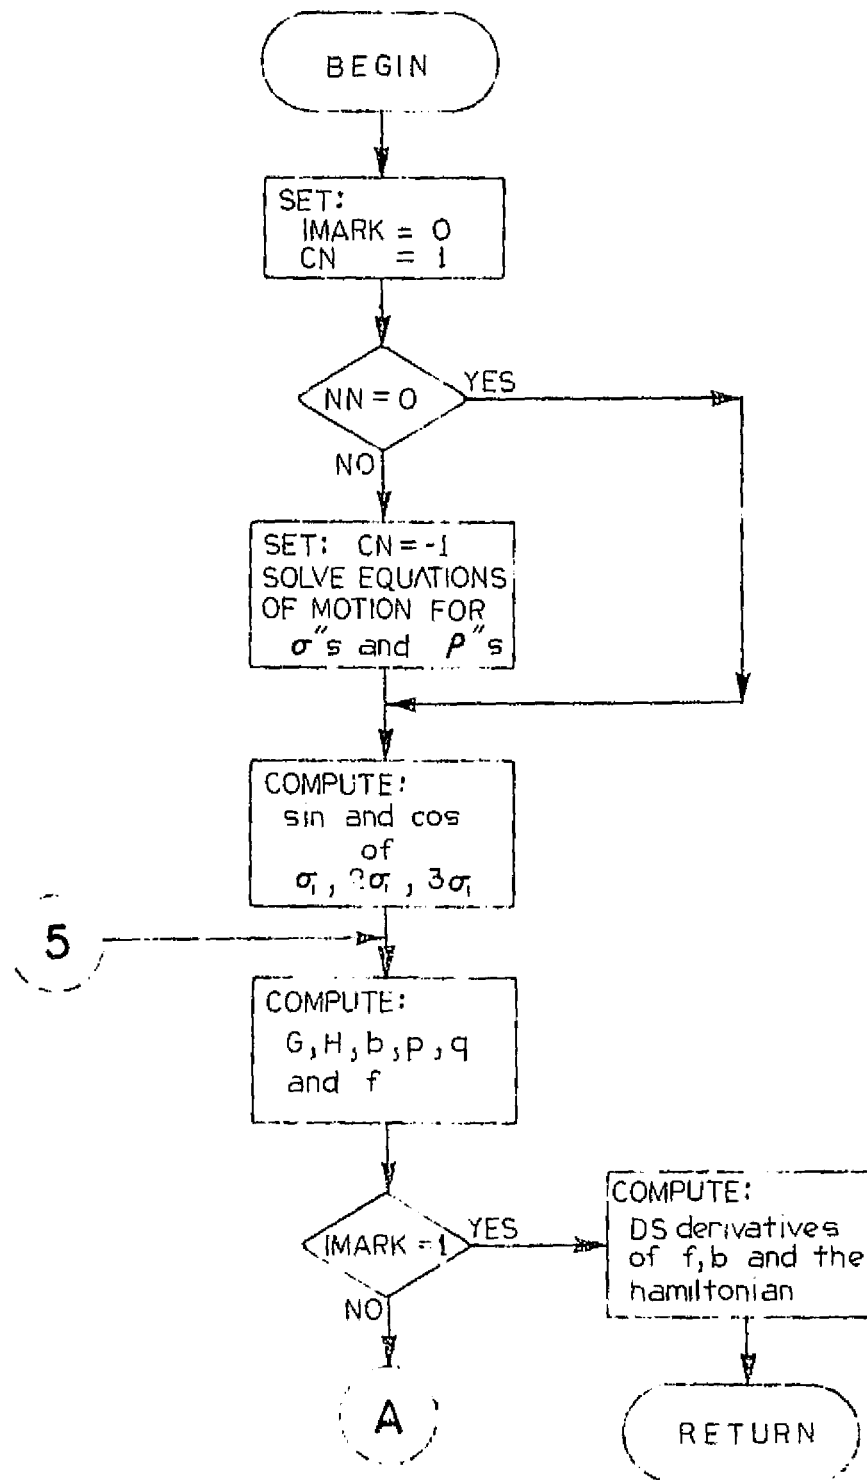 BEGIN
SET:
IMARK = 0
CN = 1
NN = 0
YES
NO
SET: CN = -1
SOLVE EQUATIONS
OF MOTION FOR
σ"s and ρ"s
COMPUTE:
sin and cos
of
σ₁, 2σ₁, 3σ₁
5
COMPUTE:
G, H, b, p, q
and f
IMARK = 1
YES
NO
COMPUTE:
DS derivatives
of f, b and the
hamiltonian
A
RETURN